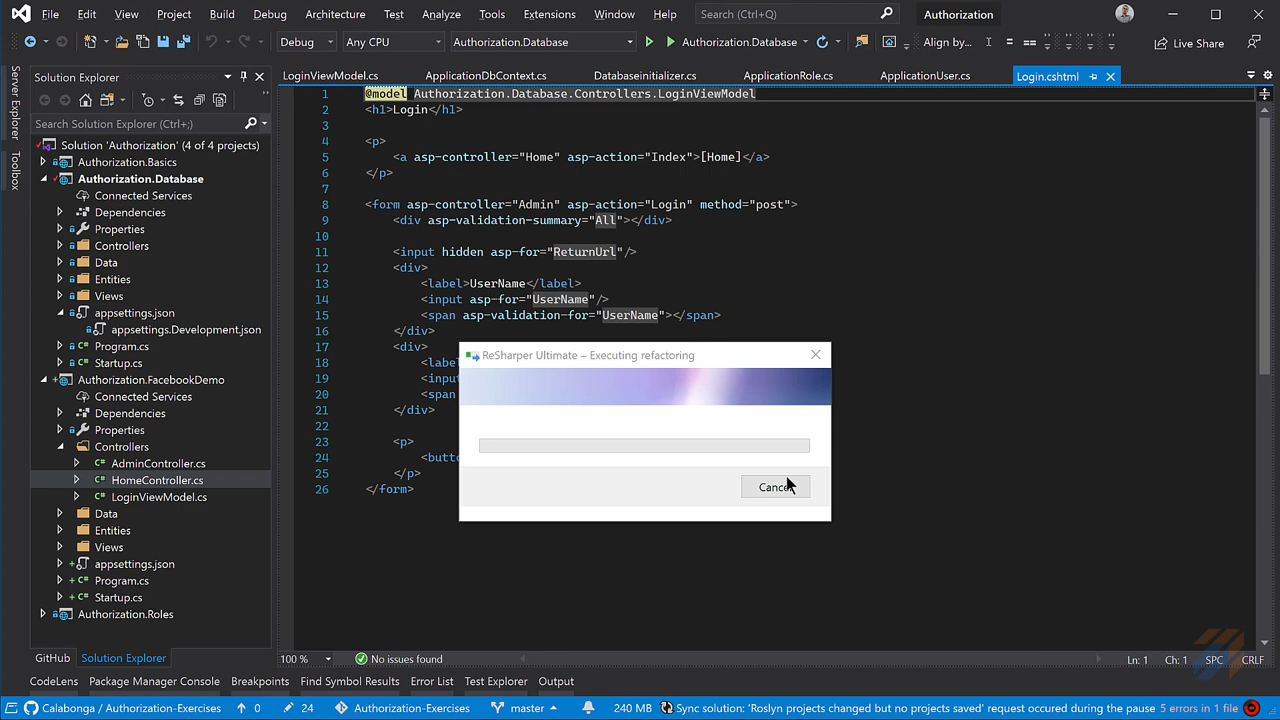 File Edit View Project Build Debug Architecture Test Analyze Tools Extensions Window Help Search (Ctrl+Q) Authorization
Debug Any CPU Authorization.Database Authorization.Database Align by... Live Share
Server Explorer
Toolbox
Solution Explorer
Search Solution Explorer (Ctrl+;)
Solution 'Authorization' (4 of 4 projects)
Authorization.Basics
Authorization.Database
Connected Services
Dependencies
Properties
Controllers
Data
Entities
Views
appsettings.json
appsettings.Development.json
Program.cs
Startup.cs
Authorization.FacebookDemo
Connected Services
Dependencies
Properties
Controllers
AdminController.cs
HomeController.cs
LoginViewModel.cs
Data
Entities
Views
appsettings.json
Program.cs
Startup.cs
Authorization.Roles
GitHub Solution Explorer
LoginViewModel.cs ApplicationDbContext.cs Databaseinitializer.cs ApplicationRole.cs ApplicationUser.cs Login.cshtml
1 @model Authorization.Database.Controllers.LoginViewModel
2 <h1>Login</h1>
3
4 <p>
5 <a asp-controller="Home" asp-action="Index">[Home]</a>
6 </p>
7
8 <form asp-controller="Admin" asp-action="Login" method="post">
9 <div asp-validation-summary="All"></div>
10
11 <input hidden asp-for="ReturnUrl"/>
12 <div>
13 <label>UserName</label>
14 <input asp-for="UserName"/>
15 <span asp-validation-for="UserName"></span>
16 </div>
17 <div>
18 <labe
19 <inpu
20 <span
21 </div>
22
23 <p>
24 <butto
25 </p>
26 </form>
ReSharper Ultimate – Executing refactoring
Cancel
100 % No issues found Ln: 1 Ch: 1 SPC CRLF
CodeLens Package Manager Console Breakpoints Find Symbol Results Error List Test Explorer Output
Calabonga / Authorization-Exercises 0 24 Authorization-Exercises master 240 MB Sync solution: 'Roslyn projects changed but no projects saved' request occured during the pause 5 errors in 1 file